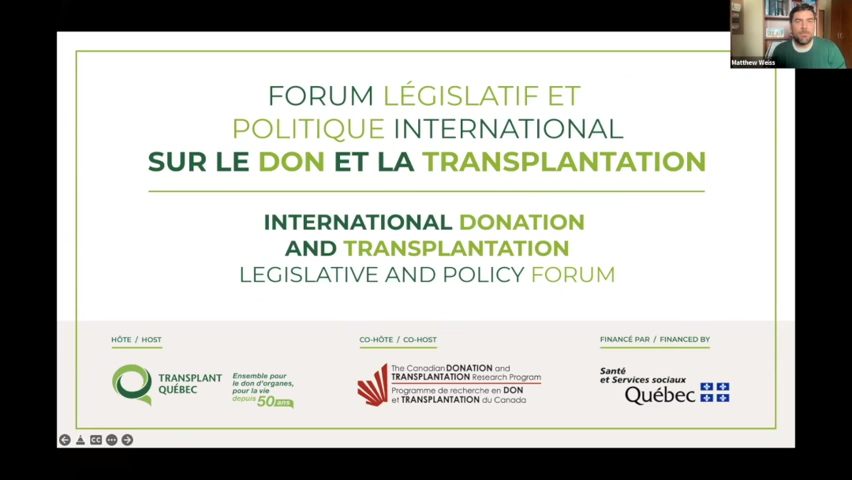 Matthew Weiss
FORUM LÉGISLATIF ET
POLITIQUE INTERNATIONAL
SUR LE DON ET LA TRANSPLANTATION
INTERNATIONAL DONATION
AND TRANSPLANTATION
LEGISLATIVE AND POLICY FORUM
HÔTE / HOST
TRANSPLANT
QUÉBEC
Ensemble pour
le don d'organes,
pour la vie
depuis 50 ans
CO-HÔTE / CO-HOST
The Canadian DONATION and
TRANSPLANTATION Research Program
Programme de recherche en DON
et TRANSPLANTATION du Canada
FINANCÉ PAR / FINANCED BY
Santé
et Services sociaux
Québec
CC